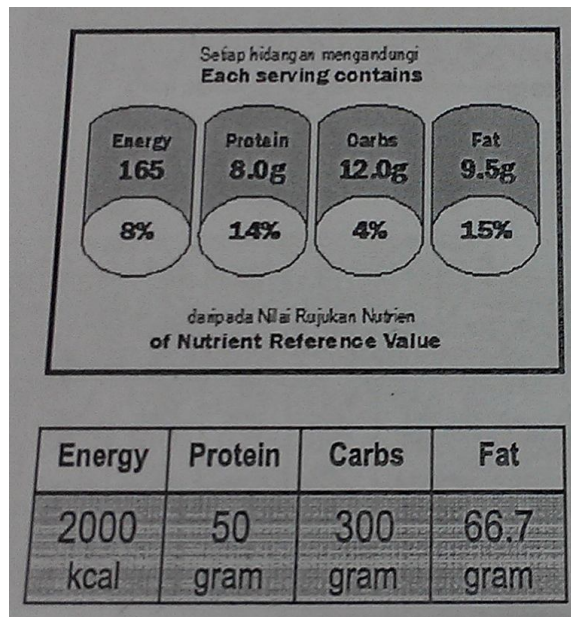 Setiap hidangan mengandungi
Each serving contains
Energy Protein Carbs Fat
165 8.0g 12.0g 9.5g
8% 14% 4% 15%
daripada Nilai Rujukan Nutrien
of Nutrient Reference Value
Energy Protein Carbs Fat
2000 50 300 66.7
kcal gram gram gram